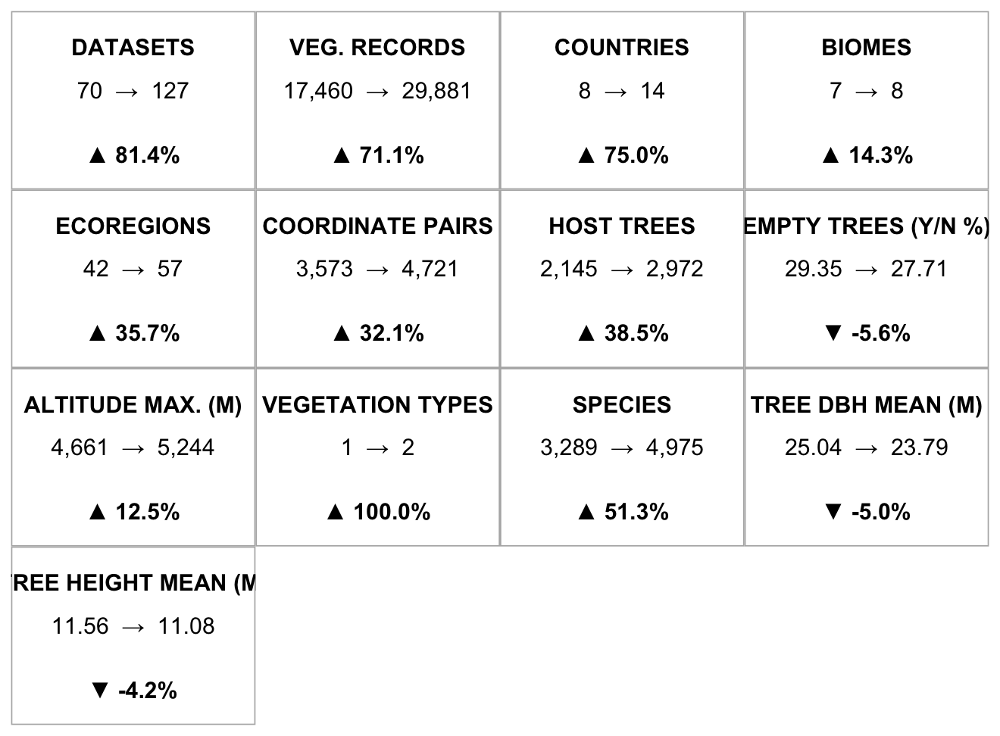 DATASETS
70 → 127
▲ 81.4%
VEG. RECORDS
17,460 → 29,881
▲ 71.1%
COUNTRIES
8 → 14
▲ 75.0%
BIOMES
7 → 8
▲ 14.3%
ECOREGIONS
42 → 57
▲ 35.7%
COORDINATE PAIRS
3,573 → 4,721
▲ 32.1%
HOST TREES
2,145 → 2,972
▲ 38.5%
EMPTY TREES (Y/N %)
29.35 → 27.71
▼ -5.6%
ALTITUDE MAX. (M)
4,661 → 5,244
▲ 12.5%
VEGETATION TYPES
1 → 2
▲ 100.0%
SPECIES
3,289 → 4,975
▲ 51.3%
TREE DBH MEAN (M)
25.04 → 23.79
▼ -5.0%
TREE HEIGHT MEAN (M
11.56 → 11.08
▼ -4.2%